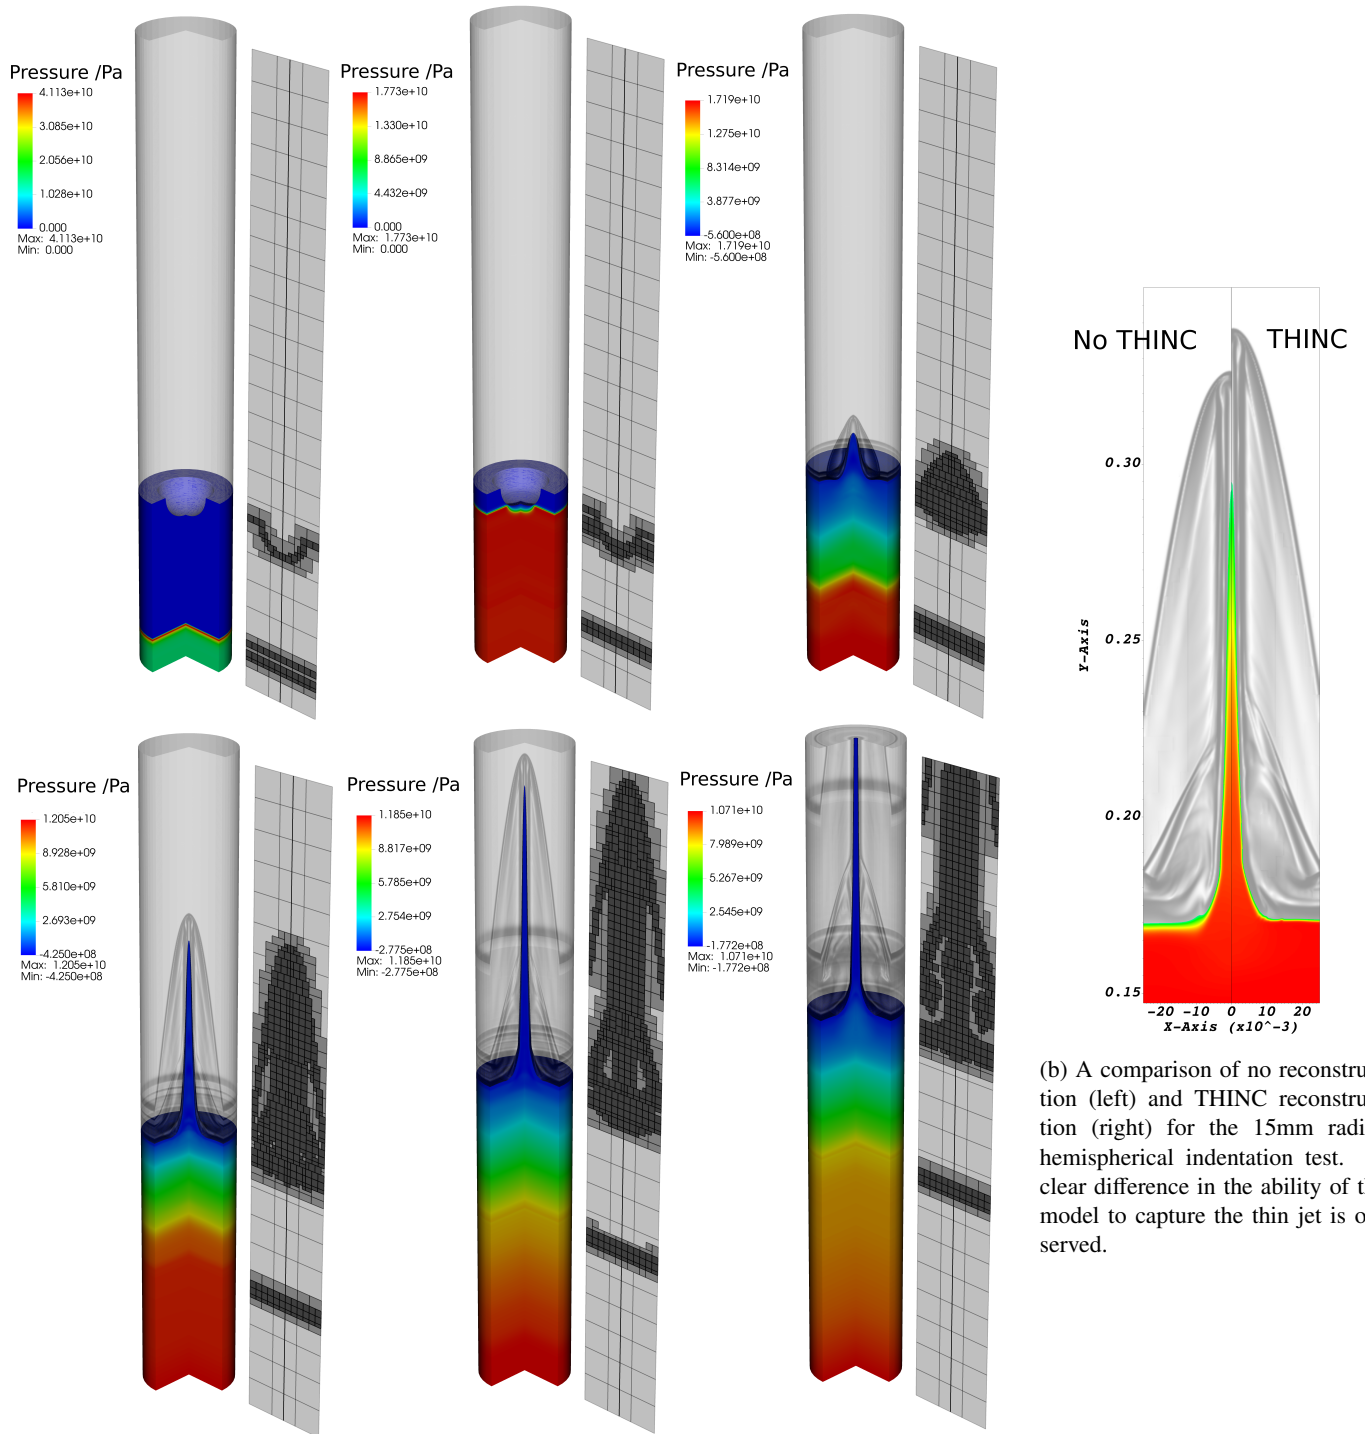 Pressure /Pa
4.113e+10
3.085e+10
2.056e+10
1.028e+10
0.000
Max: 4.113e+10
Min: 0.000
Pressure /Pa
1.773e+10
1.330e+10
8.865e+09
4.432e+09
0.000
Max: 1.773e+10
Min: 0.000
Pressure /Pa
1.719e+10
1.275e+10
8.314e+09
3.877e+09
-5.600e+08
Max: 1.719e+10
Min: -5.600e+08
Pressure /Pa
1.205e+10
8.928e+09
5.810e+09
2.693e+09
-4.250e+08
Max: 1.205e+10
Min: -4.250e+08
Pressure /Pa
1.185e+10
8.817e+09
5.785e+09
2.754e+09
-2.775e+08
Max: 1.185e+10
Min: -2.775e+08
Pressure /Pa
1.071e+10
7.989e+09
5.267e+09
2.545e+09
-1.772e+08
Max: 1.071e+10
Min: -1.772e+08
No THINC
THINC
0.30
0.25
0.20
0.15
Y-Axis
-20 -10 0 10 20
X-Axis (x10^-3)
(b) A comparison of no reconstru
tion (left) and THINC reconstru
tion (right) for the 15mm radi
hemispherical indentation test.
clear difference in the ability of t
model to capture the thin jet is o
served.